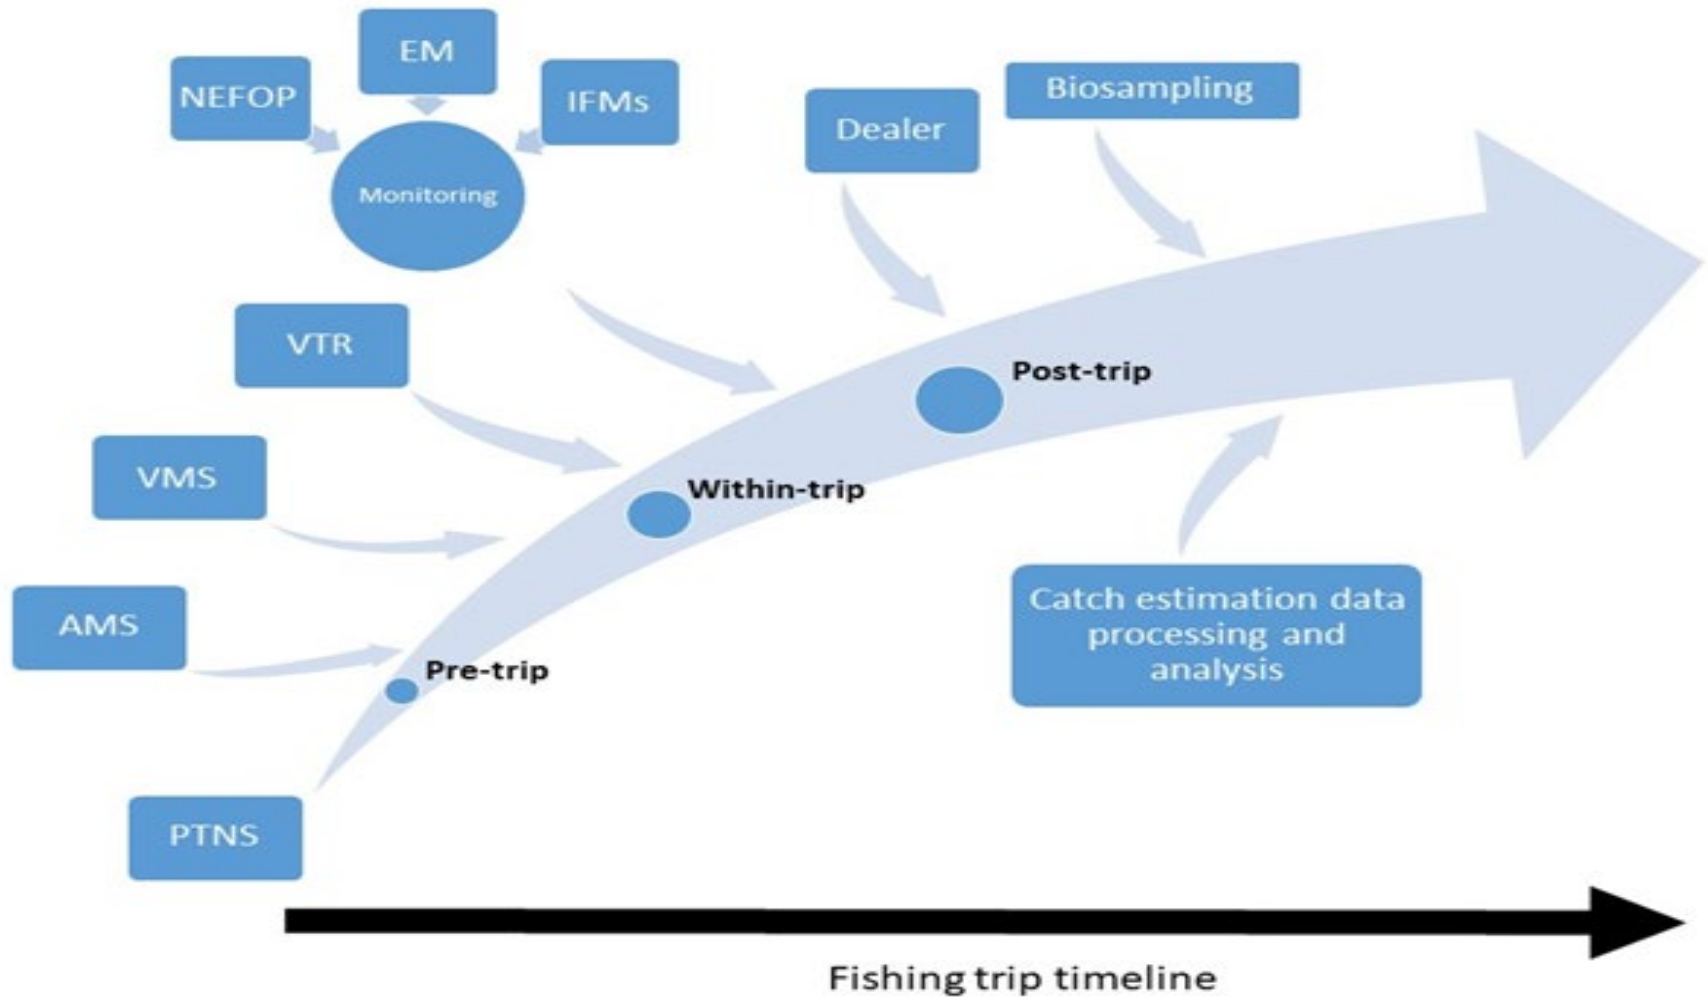 EM
NEFOP
IFMs
Monitoring
Dealer
Biosampling
VTR
VMS
AMS
PTNS
Pre-trip
Within-trip
Post-trip
Catch estimation data
processing and
analysis
Fishing trip timeline